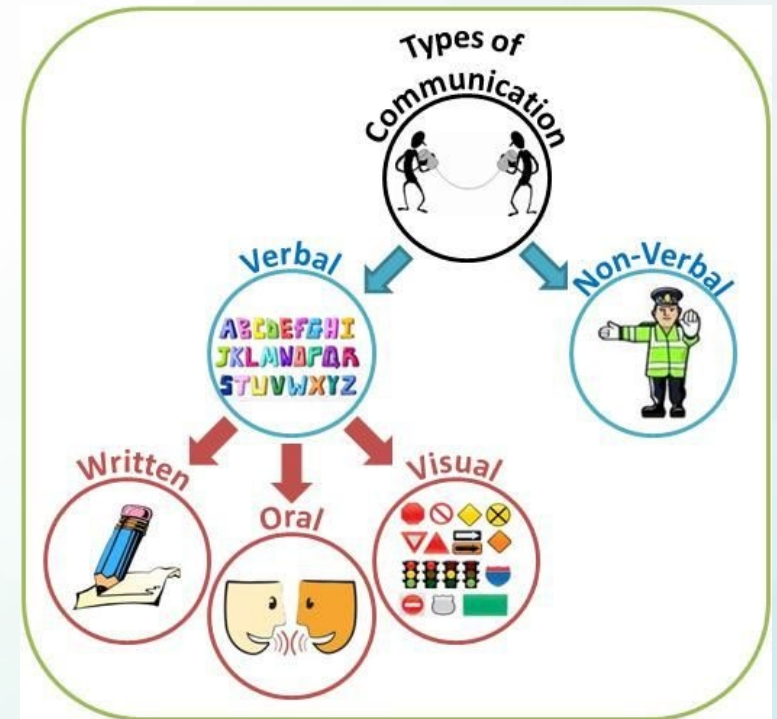 Types of
Communication
Verbal
Non-Verbal
ABCDEFGHI
JKLMNOPQR
STUVWXYZ
Written
Oral
Visual